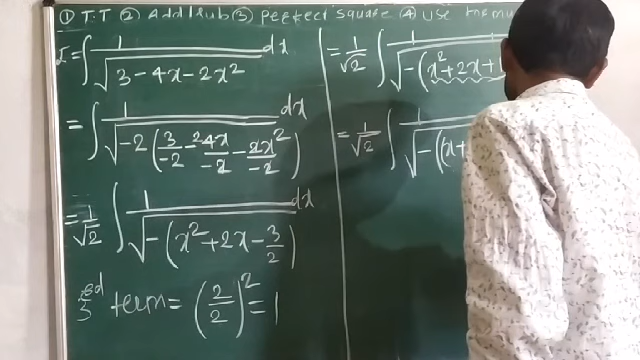 ① T.T ② Add/Sub ③ Perfect square ④ use the
I = ∫ 1/√(3 - 4x - 2x²) dx
= ∫ 1/√(-2(3/-2 - 4x/-2 - 2x²/-2)) dx
= 1/√2 ∫ 1/√(-(x² + 2x - 3/2)) dx
3rd term = (2/2)² = 1
= 1/√2 ∫ 1/√(-(x² + 2x + 1
= 1/√2 ∫ 1/√(-((x +